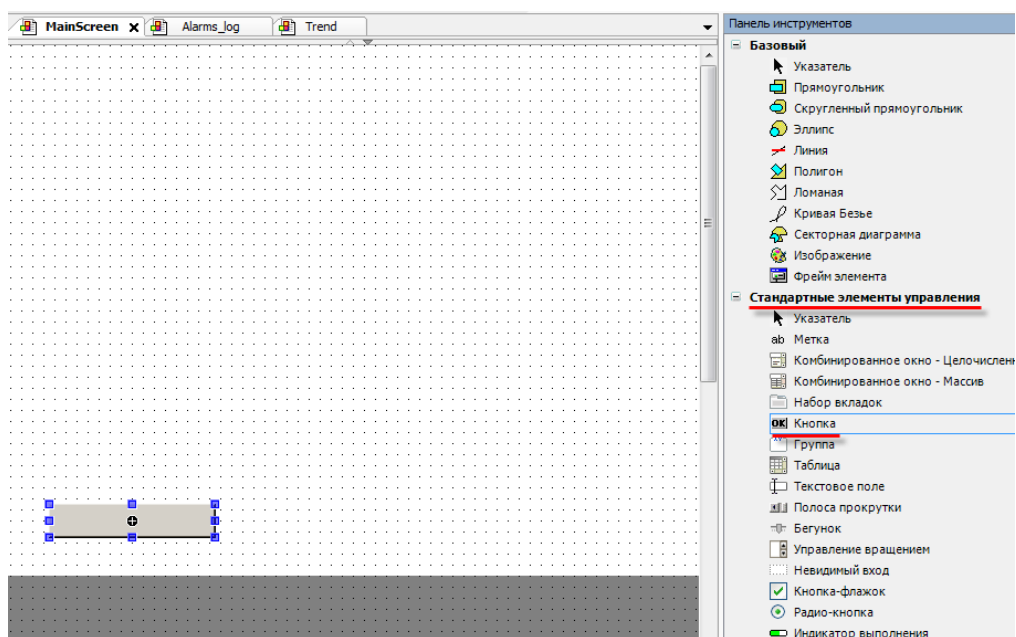 MainScreen X Alarms_log Trend
Панель инструментов
Базовый
Указатель
Прямоугольник
Скругленный прямоугольник
Эллипс
Линия
Полигон
Ломаная
Кривая Безье
Секторная диаграмма
Изображение
Фрейм элемента
Стандартные элементы управления
Указатель
ab Метка
Комбинированное окно - Целочислен
Комбинированное окно - Массив
Набор вкладок
OK Кнопка
Группа
Таблица
Текстовое поле
Полоса прокрутки
Бегунок
Управление вращением
Невидимый вход
Кнопка-флажок
Радио-кнопка
Индикатор выполнения